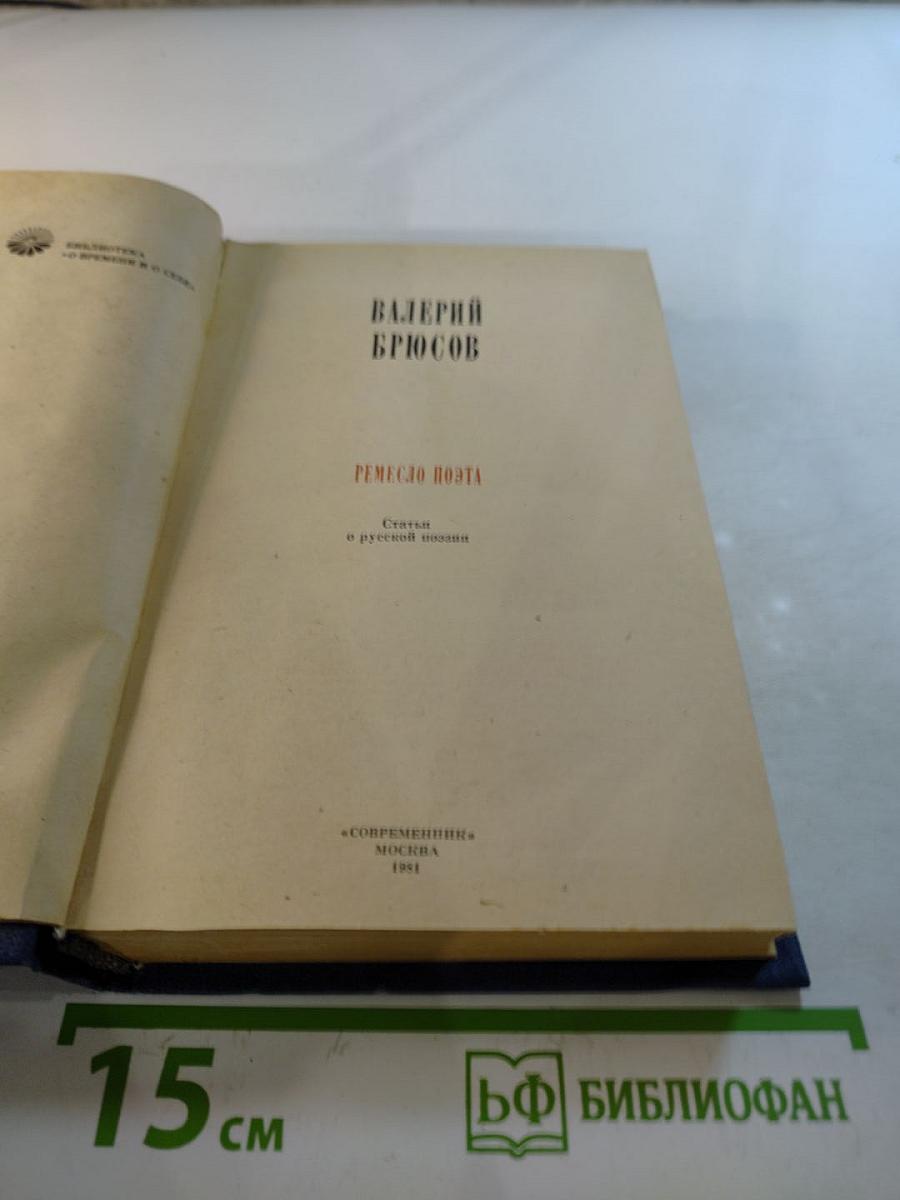 БИБЛИОТЕКА
«О ВРЕМЕНИ И О СЕБЕ»
ВАЛЕРИЙ
БРЮСОВ
РЕМЕСЛО ПОЭТА
Статьи
о русской поэзии
«СОВРЕМЕННИК»
МОСКВА
1981
15 см
ЬФ БИБЛИОФАН